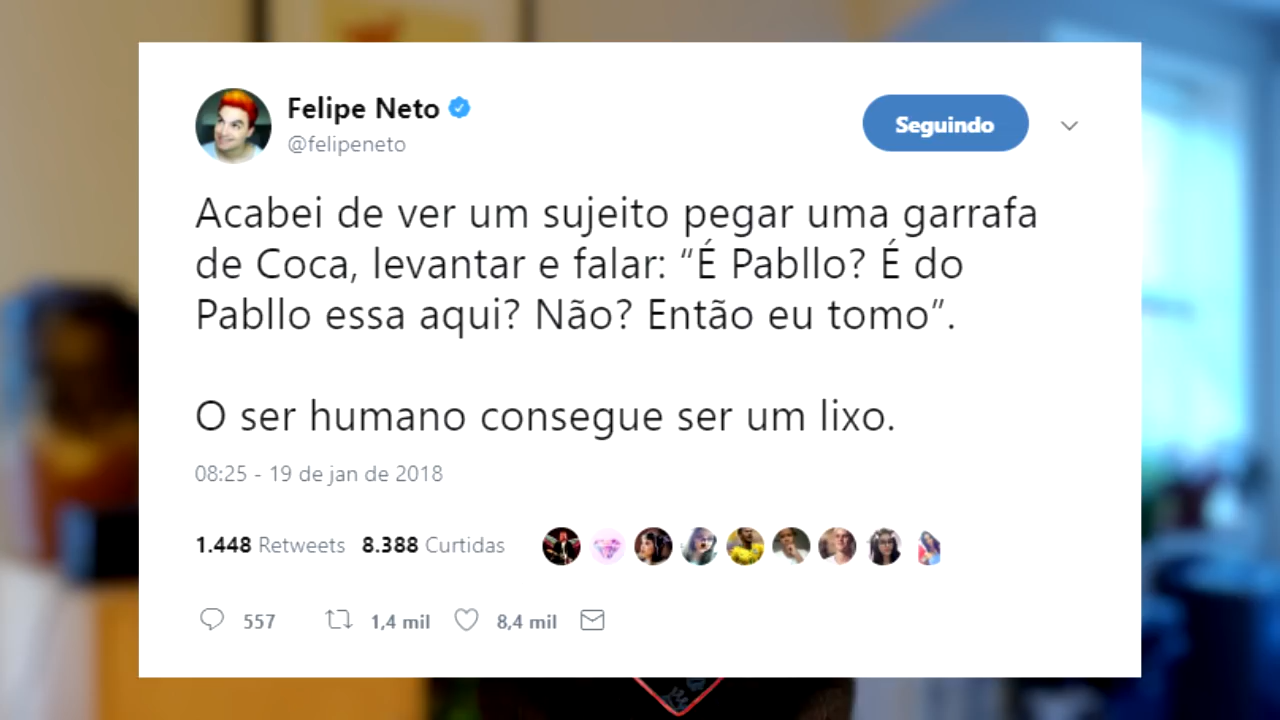 Felipe Neto
@felipeneto
Seguindo
Acabei de ver um sujeito pegar uma garrafa
de Coca, levantar e falar: “É Pabllo? É do
Pabllo essa aqui? Não? Então eu tomo”.
O ser humano consegue ser um lixo.
08:25 - 19 de jan de 2018
1.448 Retweets 8.388 Curtidas
557 1,4 mil 8,4 mil